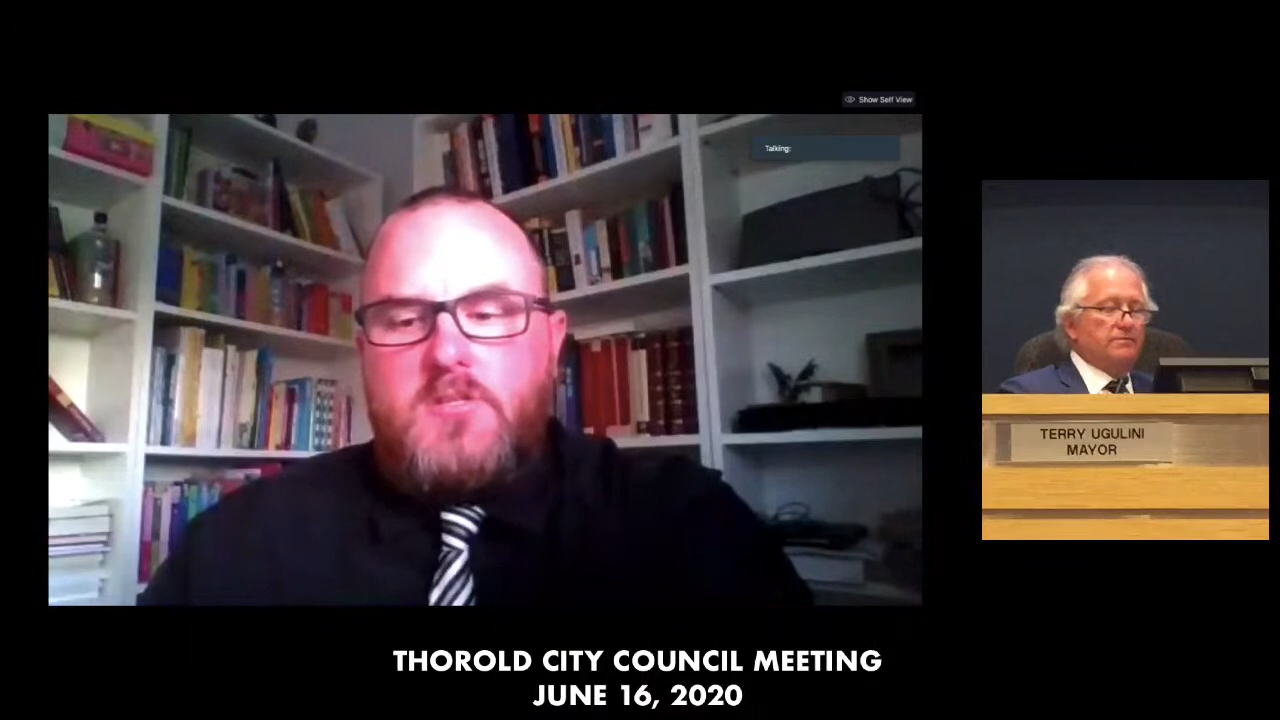 Show Self View
Talking:
TERRY UGULINI
MAYOR
THOROLD CITY COUNCIL MEETING
JUNE 16, 2020